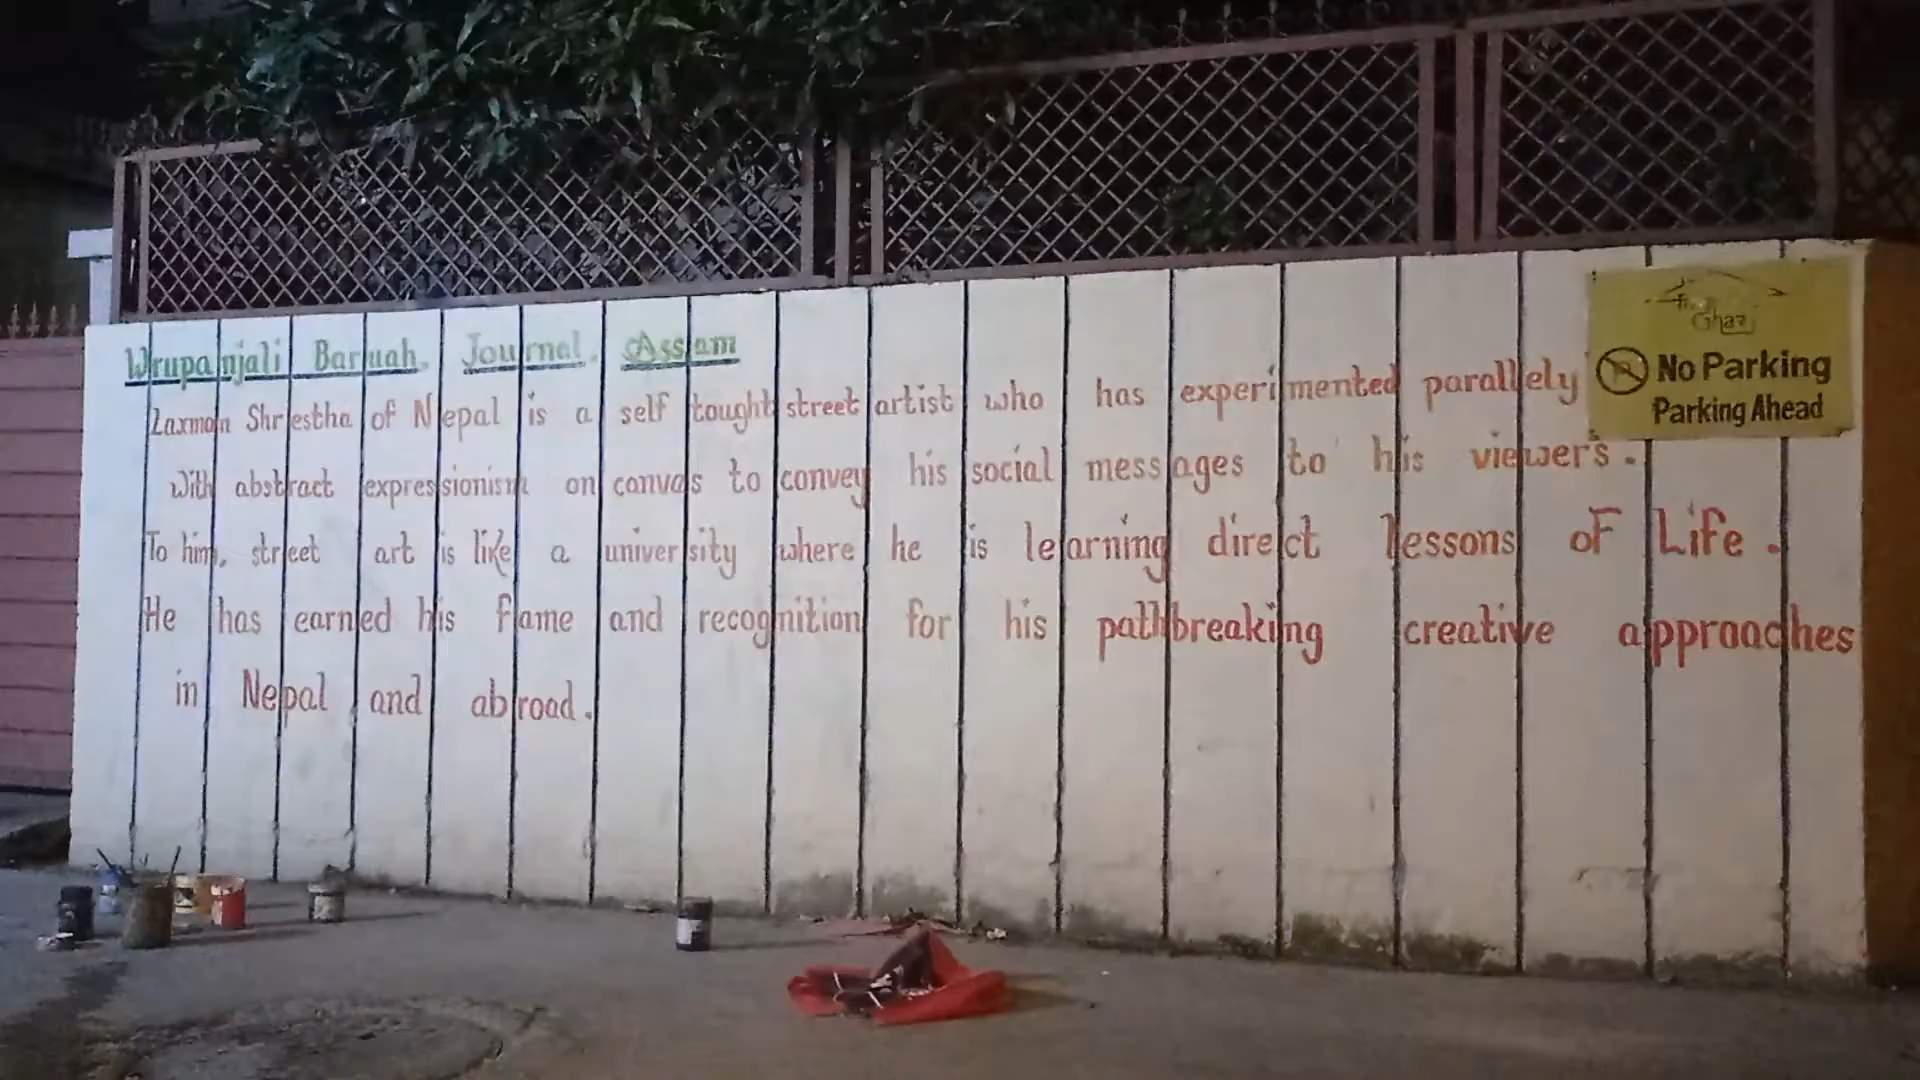 Wrupanjali Baruah. Journal. Assam
Laxman Shrestha of Nepal is a self tought street artist who has experimented parallely
With abstract expressionism on canvas to convey his social messages to his viewers.
To him, street art is like a university where he is learning direct lessons of Life.
He has earned his fame and recognition for his pathbreaking creative approaches
in Nepal and abroad.
Ghar
No Parking
Parking Ahead